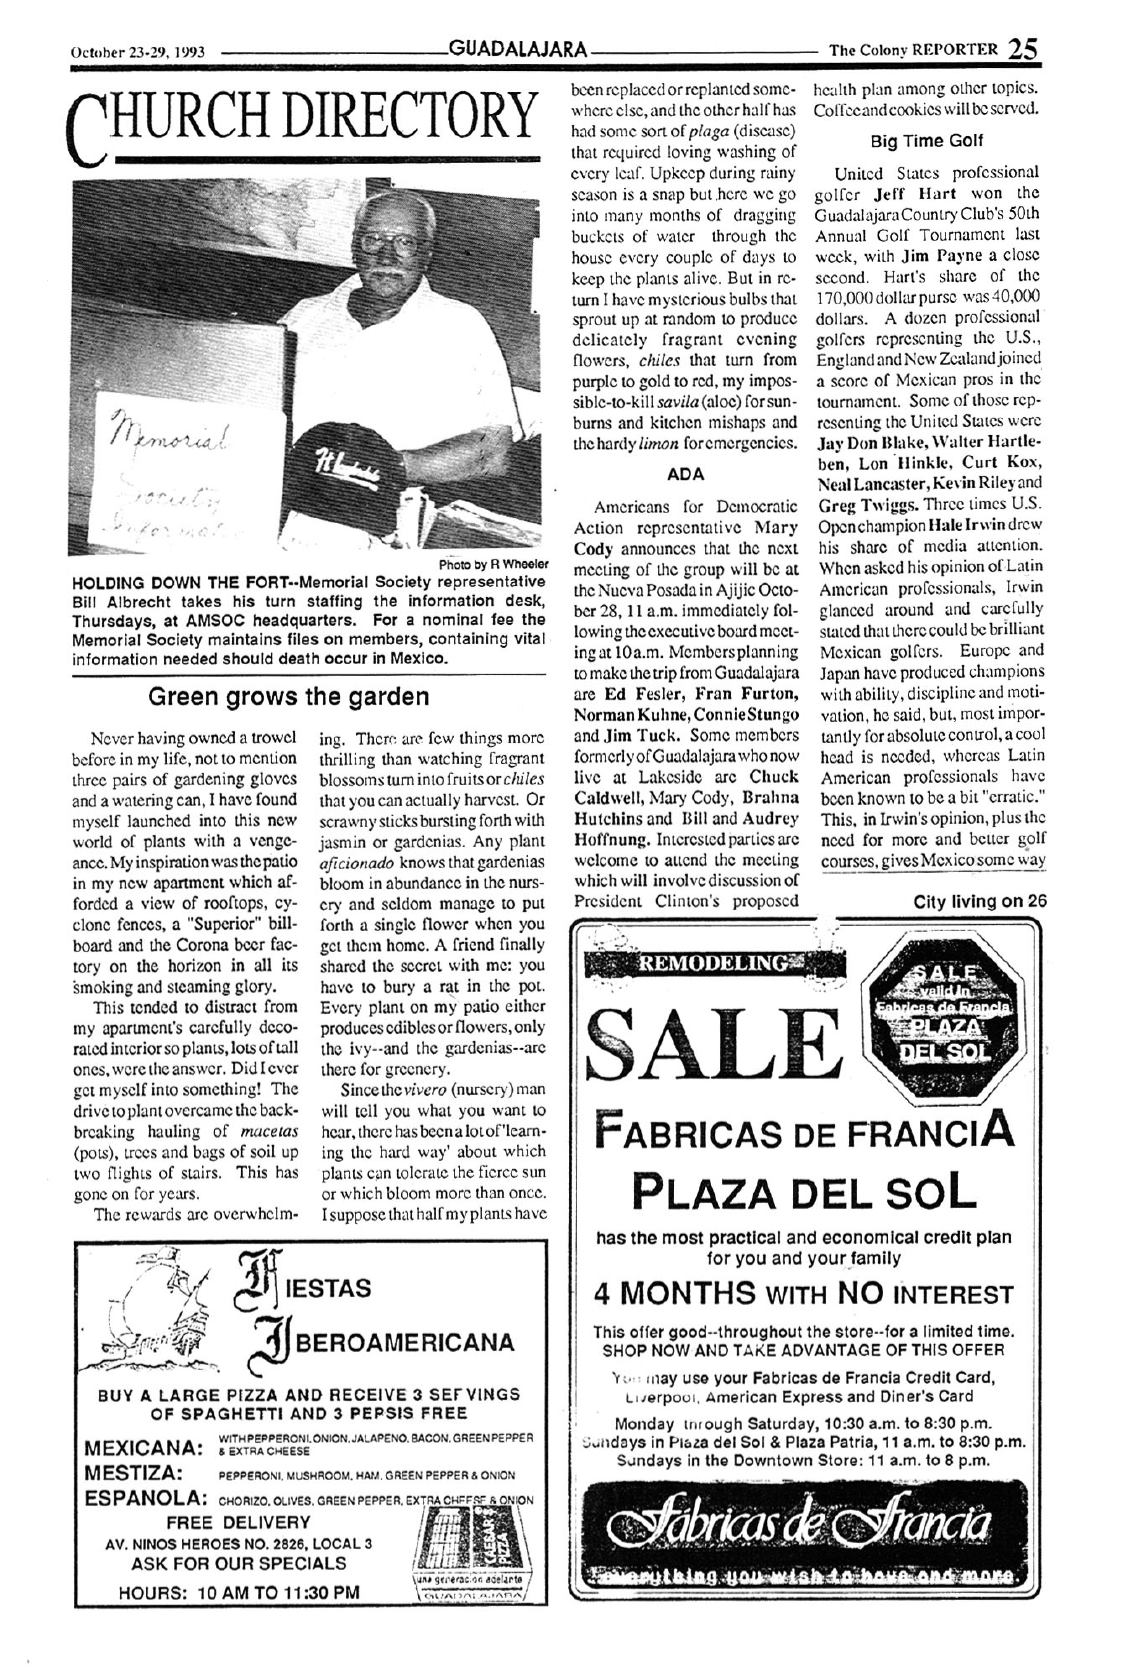 October 23-29, 1993
GUADALAJARA
The Colony REPORTER 25
CHURCH DIRECTORY
Memorial
Society
Photo by R Wheeler
HOLDING DOWN THE FORT--Memorial Society representative
Bill Albrecht takes his turn staffing the information desk,
Thursdays, at AMSOC headquarters. For a nominal fee the
Memorial Society maintains files on members, containing vital
information needed should death occur in Mexico.
Green grows the garden
Never having owned a trowel
before in my life, not to mention
three pairs of gardening gloves
and a watering can, I have found
myself launched into this new
world of plants with a venge-
ance. My inspiration was the patio
in my new apartment which af-
forded a view of rooftops, cy-
clone fences, a "Superior" bill-
board and the Corona beer fac-
tory on the horizon in all its
smoking and steaming glory.
This tended to distract from
my apartment's carefully deco-
rated interior so plants, lots of tall
ones, were the answer. Did I ever
get myself into something! The
drive to plant overcame the back-
breaking hauling of macetas
(pots), trees and bags of soil up
two flights of stairs. This has
gone on for years.
The rewards are overwhelm-
ing. There are few things more
thrilling than watching fragrant
blossoms turn into fruits or chiles
that you can actually harvest. Or
scrawny sticks bursting forth with
jasmin or gardenias. Any plant
aficionado knows that gardenias
bloom in abundance in the nurs-
ery and seldom manage to put
forth a single flower when you
get them home. A friend finally
shared the secret with me: you
have to bury a rat in the pot.
Every plant on my patio either
produces edibles or flowers, only
the ivy--and the gardenias--are
there for greenery.
Since the vivero (nursery) man
will tell you what you want to
hear, there has been a lot of 'learn-
ing the hard way' about which
plants can tolerate the fierce sun
or which bloom more than once.
I suppose that half my plants have
been replaced or replanted some-
where else, and the other half has
had some sort of plaga (disease)
that required loving washing of
every leaf. Upkeep during rainy
season is a snap but here we go
into many months of dragging
buckets of water through the
house every couple of days to
keep the plants alive. But in re-
turn I have mysterious bulbs that
sprout up at random to produce
delicately fragrant evening
flowers, chiles that turn from
purple to gold to red, my impos-
sible-to-kill savila (aloe) for sun-
burns and kitchen mishaps and
the hardy limon for emergencies.
ADA
Americans for Democratic
Action representative Mary
Cody announces that the next
meeting of the group will be at
the Nueva Posada in Ajijic Octo-
ber 28, 11 a.m. immediately fol-
lowing the executive board meet-
ing at 10 a.m. Members planning
to make the trip from Guadalajara
are Ed Fesler, Fran Furton,
Norman Kuhne, Connie Stungo
and Jim Tuck. Some members
formerly of Guadalajara who now
live at Lakeside are Chuck
Caldwell, Mary Cody, Brahna
Hutchins and Bill and Audrey
Hoffnung. Interested parties are
welcome to attend the meeting
which will involve discussion of
President Clinton's proposed
health plan among other topics.
Coffee and cookies will be served.
Big Time Golf
United States professional
golfer Jeff Hart won the
Guadalajara Country Club's 50th
Annual Golf Tournament last
week, with Jim Payne a close
second. Hart's share of the
170,000 dollar purse was 40,000
dollars. A dozen professional
golfers representing the U.S.,
England and New Zealand joined
a score of Mexican pros in the
tournament. Some of those rep-
resenting the United States were
Jay Don Blake, Walter Hartle-
ben, Lon Hinkle, Curt Kox,
Neal Lancaster, Kevin Riley and
Greg Twiggs. Three times U.S.
Open champion Hale Irwin drew
his share of media attention.
When asked his opinion of Latin
American professionals, Irwin
glanced around and carefully
stated that there could be brilliant
Mexican golfers. Europe and
Japan have produced champions
with ability, discipline and moti-
vation, he said, but, most impor-
tantly for absolute control, a cool
head is needed, whereas Latin
American professionals have
been known to be a bit "erratic."
This, in Irwin's opinion, plus the
need for more and better golf
courses, gives Mexico some way
City living on 26
FIESTAS
IBEROAMERICANA
BUY A LARGE PIZZA AND RECEIVE 3 SERVINGS
OF SPAGHETTI AND 3 PEPSIS FREE
MEXICANA: WITH PEPPERONI, ONION, JALAPENO, BACON, GREEN PEPPER
& EXTRA CHEESE
MESTIZA: PEPPERONI, MUSHROOM, HAM, GREEN PEPPER & ONION
ESPANOLA: CHORIZO, OLIVES, GREEN PEPPER, EXTRA CHEESE & ONION
FREE DELIVERY
AV. NINOS HEROES NO. 2826, LOCAL 3
ASK FOR OUR SPECIALS
HOURS: 10 AM TO 11:30 PM
CAESAR PIZZA
una generacion adelante
GUADALAJARA
REMODELING
SALE
SALE
valid in
Fabricas de Francia
PLAZA
DEL SOL
FABRICAS DE FRANCIA
PLAZA DEL SOL
has the most practical and economical credit plan
for you and your family
4 MONTHS WITH NO INTEREST
This offer good--throughout the store--for a limited time.
SHOP NOW AND TAKE ADVANTAGE OF THIS OFFER
You may use your Fabricas de Francia Credit Card,
Liverpool, American Express and Diner's Card
Monday through Saturday, 10:30 a.m. to 8:30 p.m.
Sundays in Plaza del Sol & Plaza Patria, 11 a.m. to 8:30 p.m.
Sundays in the Downtown Store: 11 a.m. to 8 p.m.
Fábricas de Francia
everything you wish to have and more.